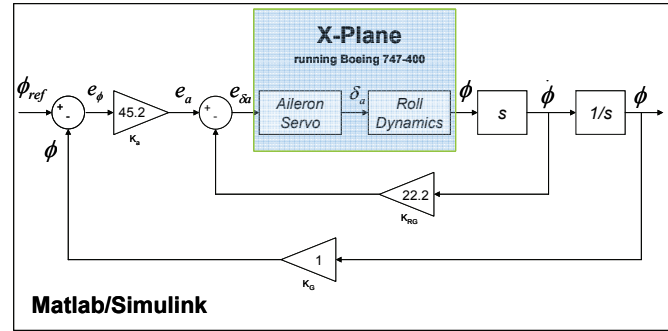 X-Plane
running Boeing 747-400
ϕref
+
-
eϕ
45.2
Ka
ea
+
-
eδa
Aileron
Servo
δa
Roll
Dynamics
ϕ
s
ϕ̇
1/s
ϕ
ϕ
22.2
KRG
1
KG
Matlab/Simulink